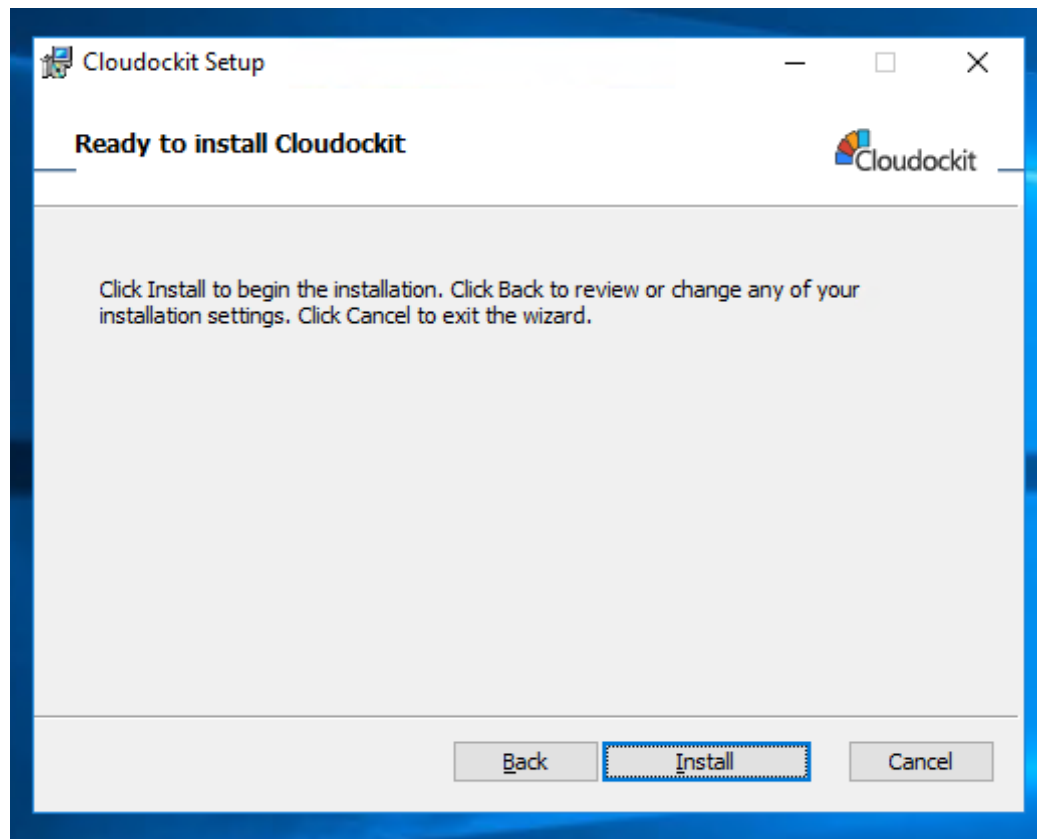 Cloudockit Setup
Ready to install Cloudockit
Cloudockit
Click Install to begin the installation. Click Back to review or change any of your
installation settings. Click Cancel to exit the wizard.
Back
Install
Cancel